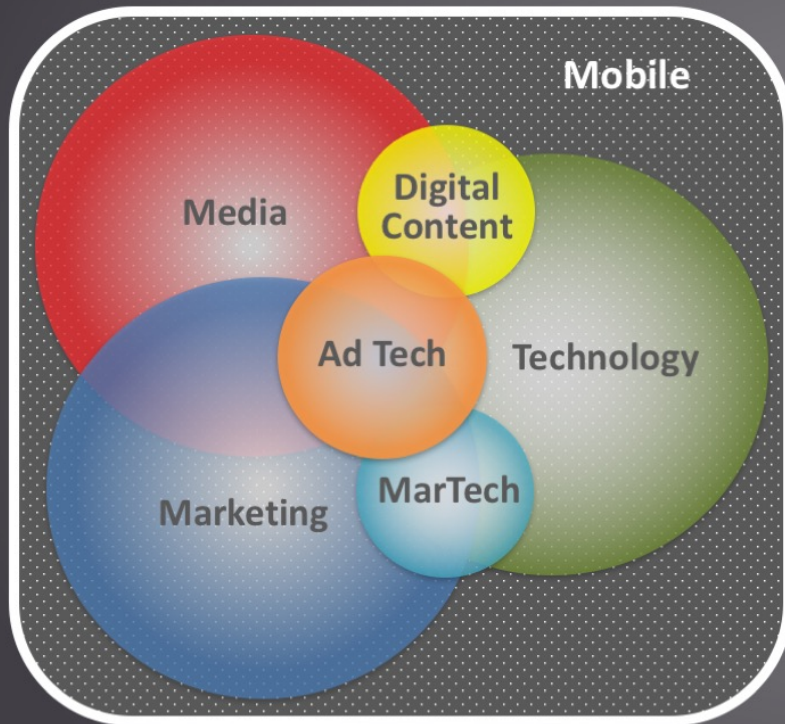 Mobile
Media
Digital
Content
Ad Tech
Technology
MarTech
Marketing